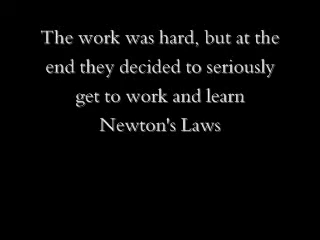 The work was hard, but at the
end they decided to seriously
get to work and learn
Newton's Laws